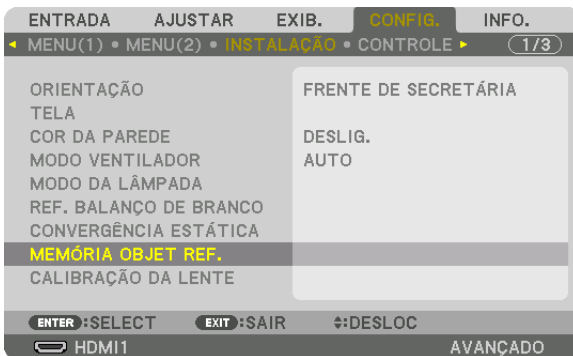 ENTRADA AJUSTAR EXIB. CONFIG. INFO.
MENU(1) • MENU(2) • INSTALAÇÃO • CONTROLE 1/3
ORIENTAÇÃO FRENTE DE SECRETÁRIA
TELA
COR DA PAREDE DESLIG.
MODO VENTILADOR AUTO
MODO DA LÂMPADA
REF. BALANÇO DE BRANCO
CONVERGÊNCIA ESTÁTICA
MEMÓRIA OBJET REF.
CALIBRAÇÃO DA LENTE
ENTER :SELECT EXIT :SAIR :DESLOC
HDMI1 AVANÇADO